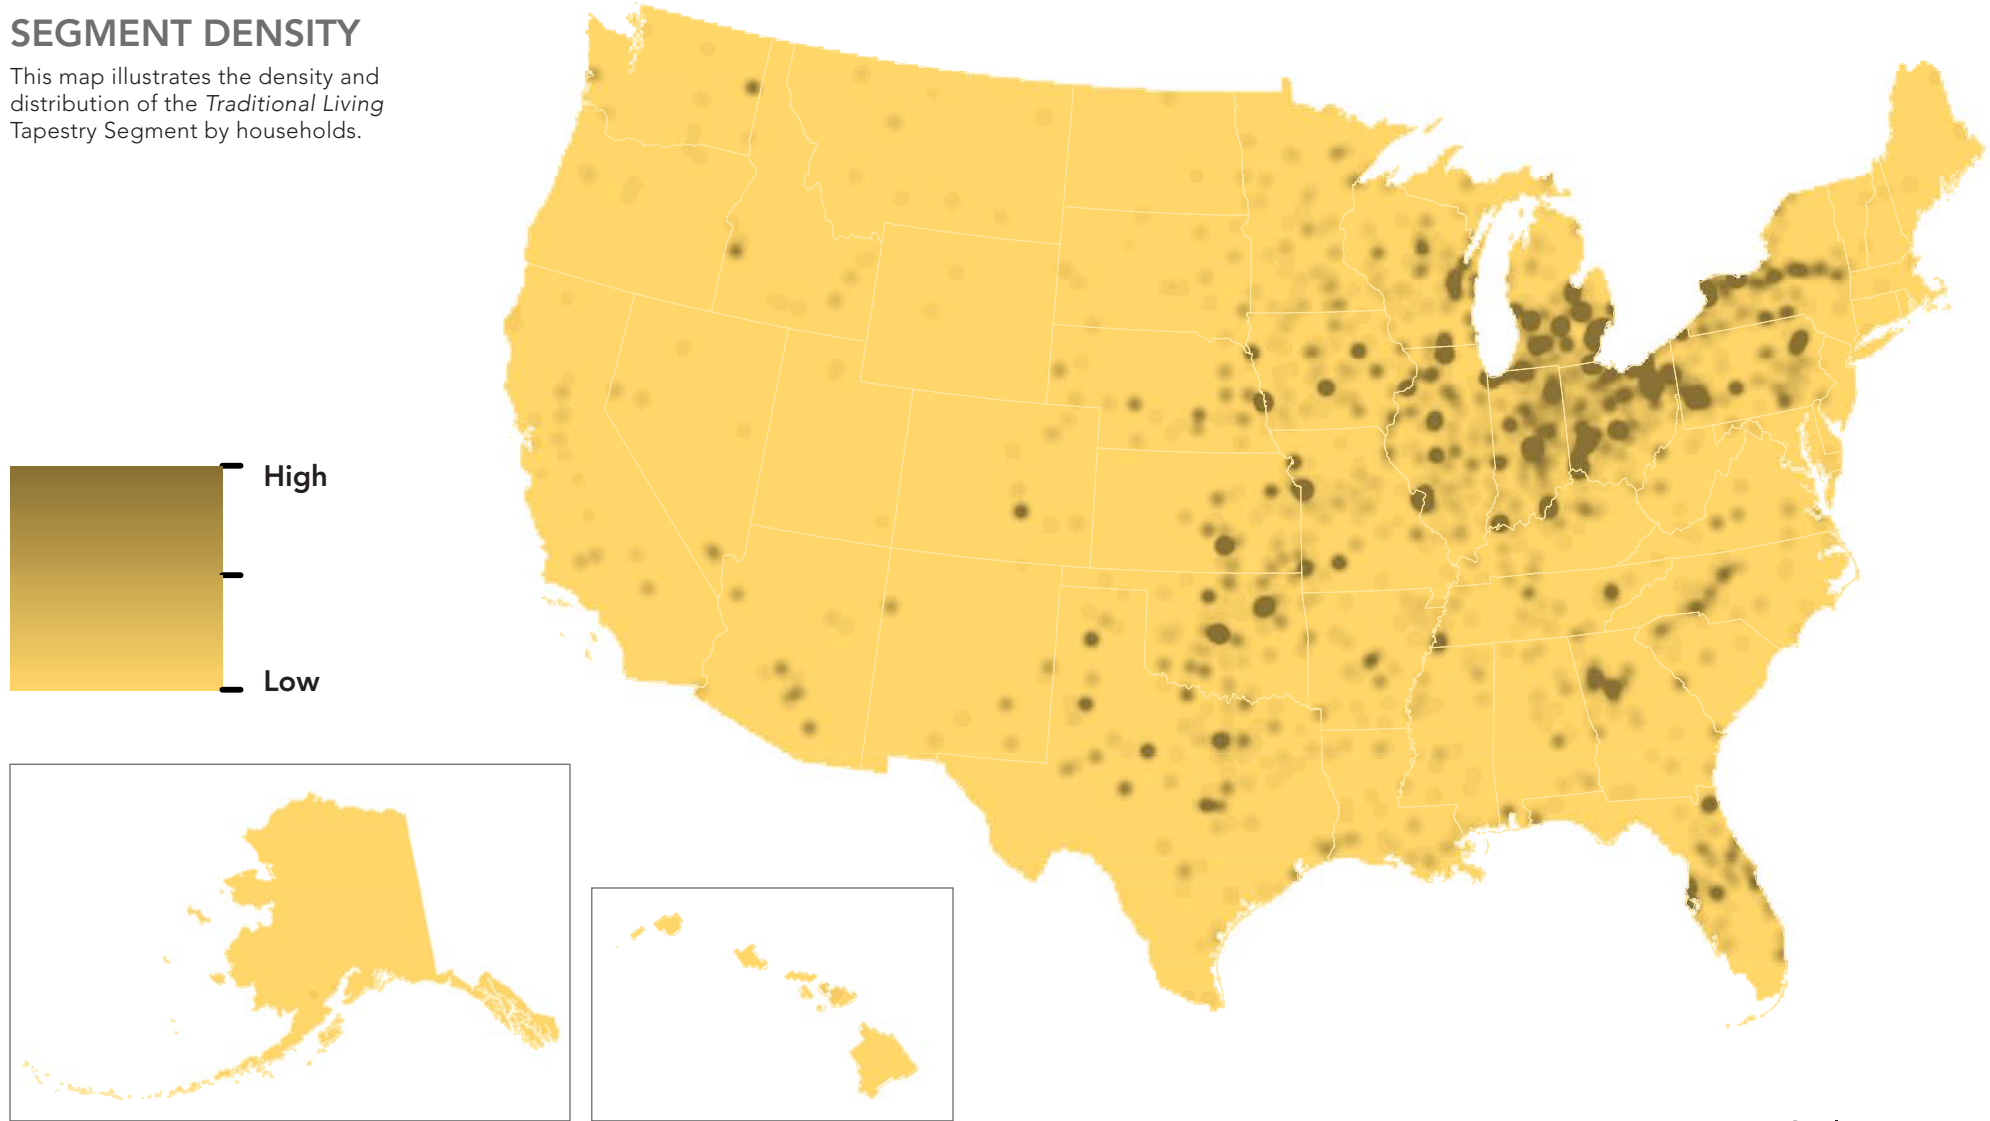 SEGMENT DENSITY
This map illustrates the density and
distribution of the Traditional Living
Tapestry Segment by households.
High
Low